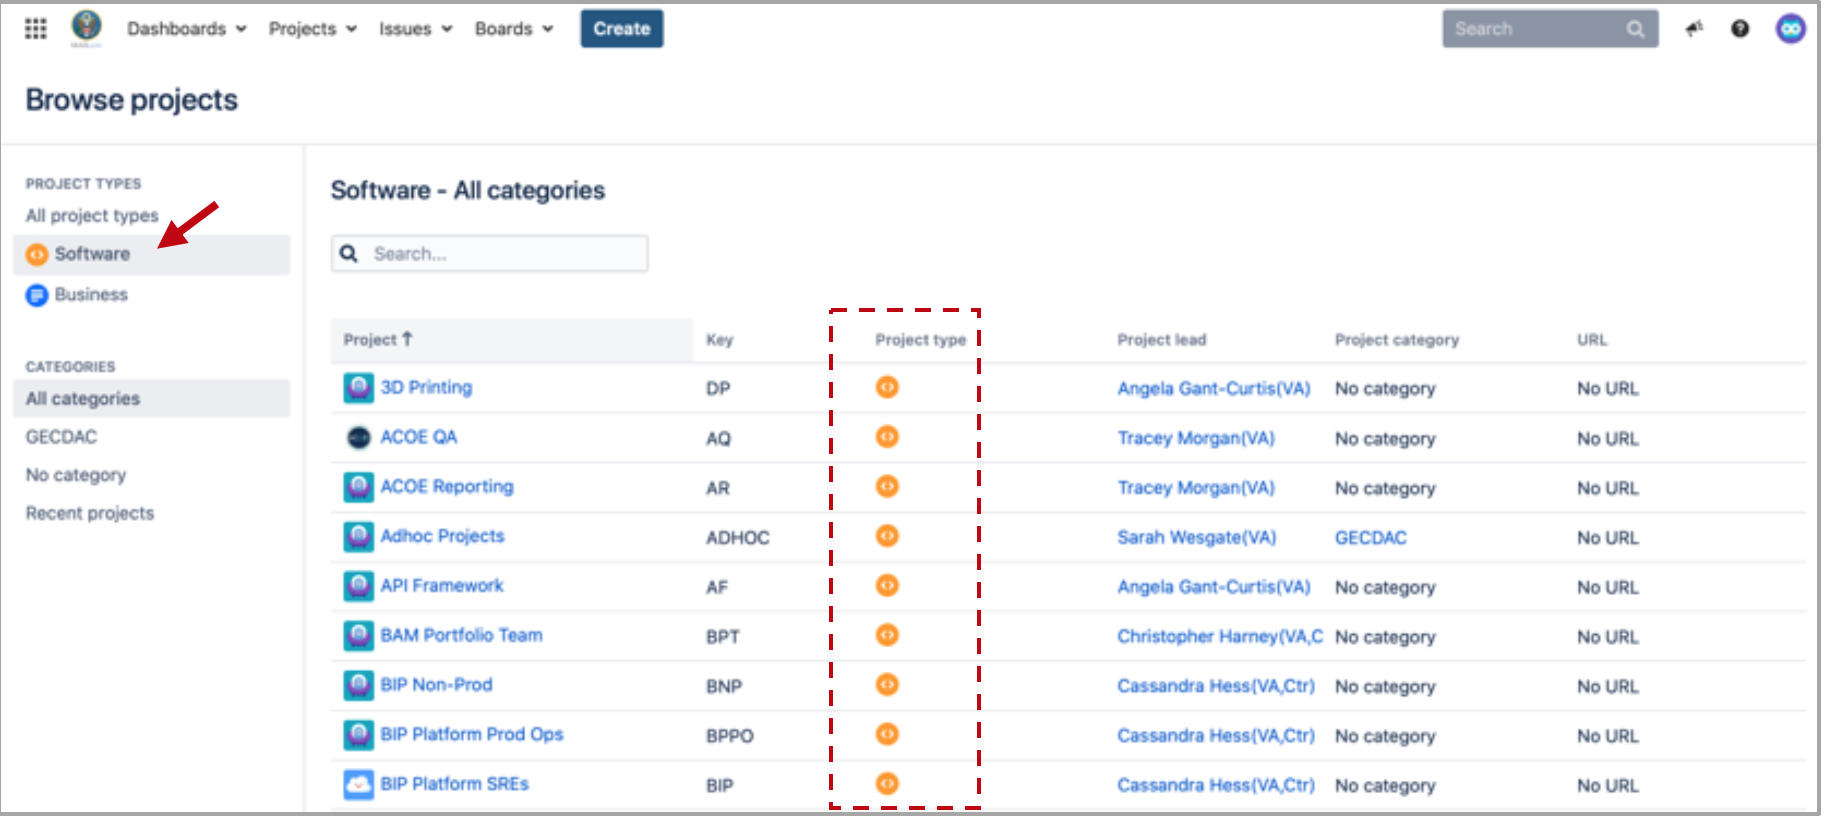 Dashboards Projects Issues Boards Create Search
Browse projects
PROJECT TYPES
All project types
Software
Business
CATEGORIES
All categories
GECDAC
No category
Recent projects
Software - All categories
Search...
Project Key Project type Project lead Project category URL
3D Printing DP Angela Gant-Curtis(VA) No category No URL
ACOE QA AQ Tracey Morgan(VA) No category No URL
ACOE Reporting AR Tracey Morgan(VA) No category No URL
Adhoc Projects ADHOC Sarah Wesgate(VA) GECDAC No URL
API Framework AF Angela Gant-Curtis(VA) No category No URL
BAM Portfolio Team BPT Christopher Harney(VA,C No category No URL
BIP Non-Prod BNP Cassandra Hess(VA,Ctr) No category No URL
BIP Platform Prod Ops BPPO Cassandra Hess(VA,Ctr) No category No URL
BIP Platform SREs BIP Cassandra Hess(VA,Ctr) No category No URL